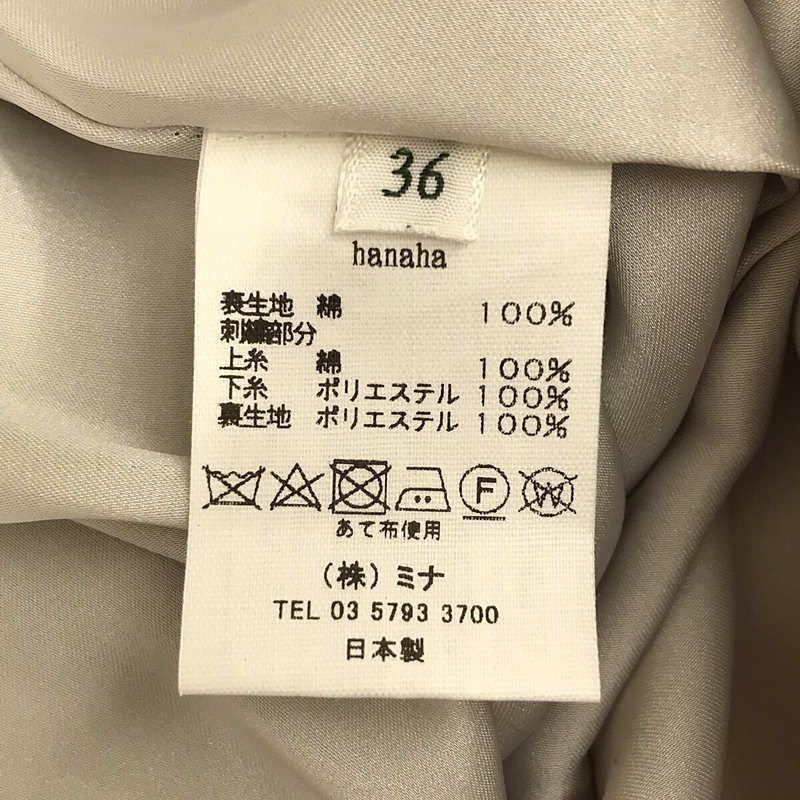 36
hanaha
表生地 綿 100%
刺繍部分
上糸 綿 100%
下糸 ポリエステル 100%
裏生地 ポリエステル 100%
F W
あて布使用
(株)ミナ
TEL 03 5793 3700
日本製